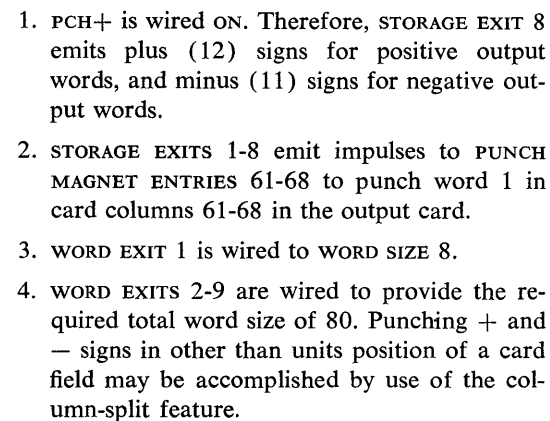 1. PCH+ is wired ON. Therefore, STORAGE EXIT 8
emits plus (12) signs for positive output
words, and minus (11) signs for negative out-
put words.
2. STORAGE EXITS 1-8 emit impulses to PUNCH
MAGNET ENTRIES 61-68 to punch word 1 in
card columns 61-68 in the output card.
3. WORD EXIT 1 is wired to WORD SIZE 8.
4. WORD EXITS 2-9 are wired to provide the re-
quired total word size of 80. Punching + and
— signs in other than units position of a card
field may be accomplished by use of the col-
umn-split feature.